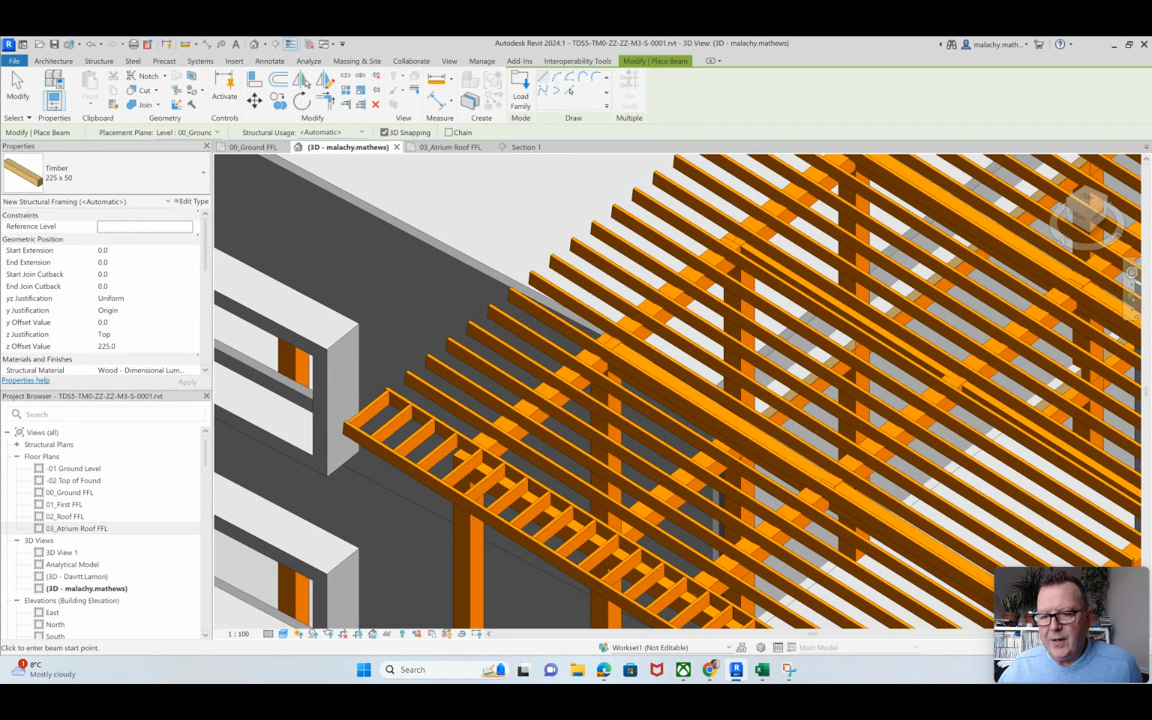 Autodesk Revit 2024.1 - TDS5-TM0-ZZ-ZZ-M3-S-0001.rvt - 3D View: (3D - malachy.mathews)
malachy.math...
File Architecture Structure Steel Precast Systems Insert Annotate Analyze Massing & Site Collaborate View Manage Add-Ins Interoperability Tools Modify | Place Beam
Modify
Notch
Cut
Join
Activate
Load Family
Select Properties Clipboard Geometry Controls Modify View Measure Create Mode Draw Multiple
Modify | Place Beam Placement Plane: Level : 00_Grounc Structural Usage: <Automatic> 3D Snapping Chain
Properties
00_Ground FFL (3D - malachy.mathews) 03_Atrium Roof FFL Section 1
Timber
225 x 50
New Structural Framing (<Automatic>) Edit Type
Constraints
Reference Level
Geometric Position
Start Extension 0.0
End Extension 0.0
Start Join Cutback 0.0
End Join Cutback 0.0
yz Justification Uniform
y Justification Origin
y Offset Value 0.0
z Justification Top
z Offset Value 225.0
Materials and Finishes
Structural Material Wood - Dimensional Lum...
Properties help Apply
Project Browser - TDS5-TM0-ZZ-ZZ-M3-S-0001.rvt
Search
Views (all)
Structural Plans
Floor Plans
-01 Ground Level
-02 Top of Found
00_Ground FFL
01_First FFL
02_Roof FFL
03_Atrium Roof FFL
3D Views
3D View 1
Analytical Model
(3D - Davitt.Lamon)
(3D - malachy.mathews)
Elevations (Building Elevation)
East
North
South
1 : 100
Click to enter beam start point.
Workset1 (Not Editable)
Main Model
8°C
Mostly cloudy
Search